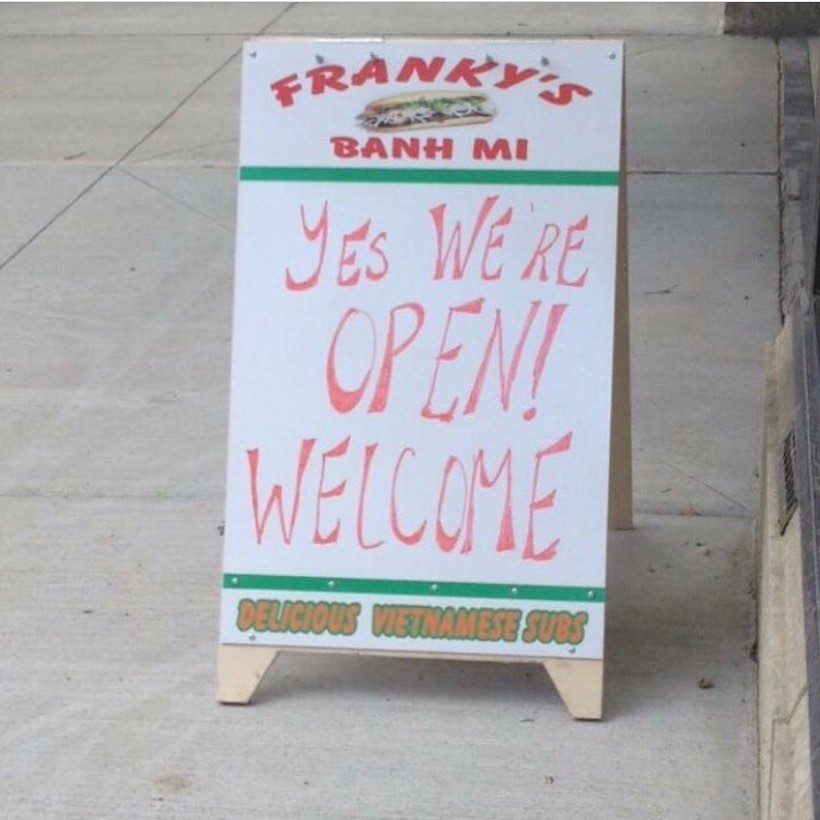 FRANKY'S
BANH MI
YES WE'RE
OPEN!
WELCOME
DELICIOUS VIETNAMESE SUBS